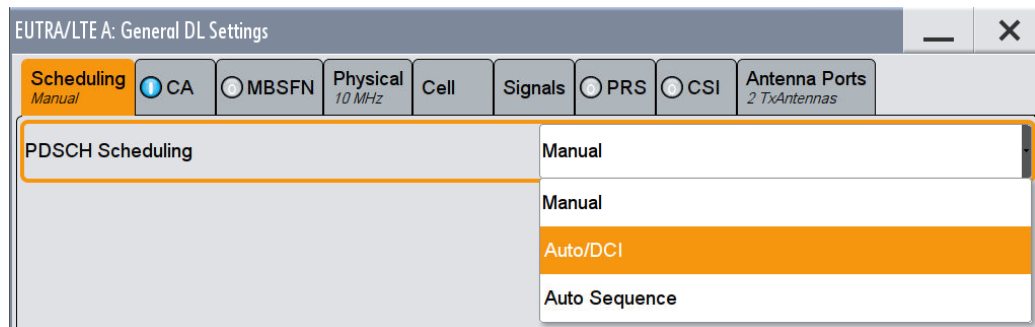 EUTRA/LTE A: General DL Settings
Scheduling
Manual
CA
MBSFN
Physical
10 MHz
Cell
Signals
PRS
CSI
Antenna Ports
2 TxAntennas
PDSCH Scheduling
Manual
Manual
Auto/DCI
Auto Sequence